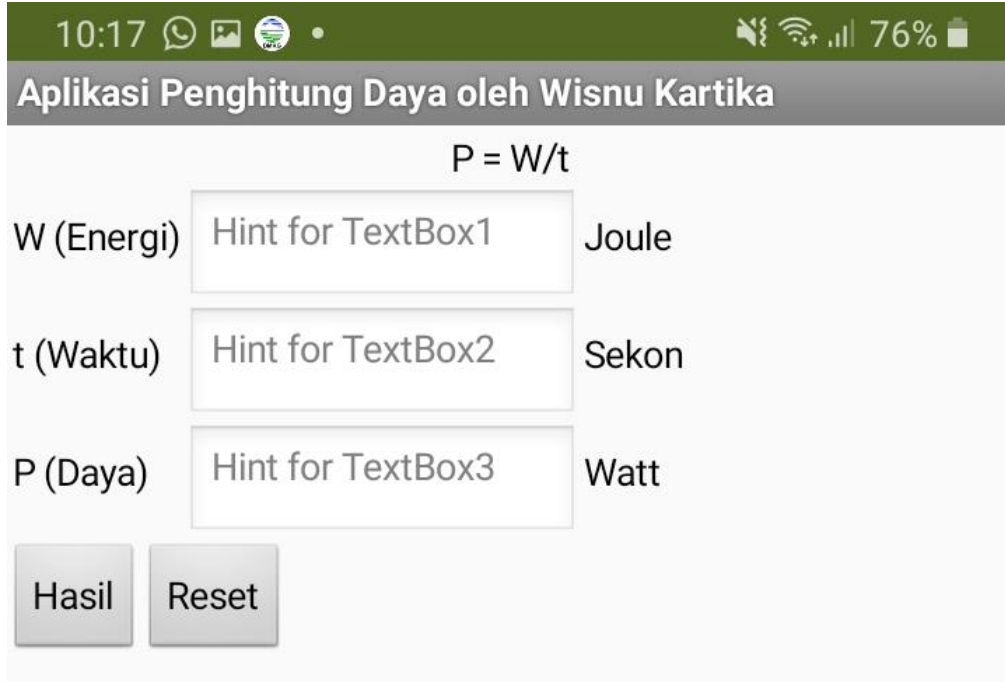 10:17 76%
Aplikasi Penghitung Daya oleh Wisnu Kartika
P = W/t
W (Energi) Hint for TextBox1 Joule
t (Waktu) Hint for TextBox2 Sekon
P (Daya) Hint for TextBox3 Watt
Hasil Reset